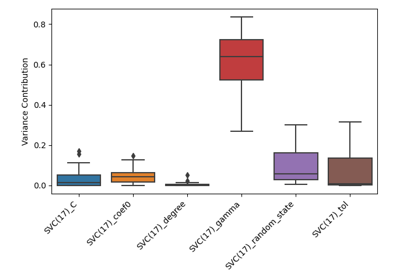 0.8
0.6
0.4
0.2
0.0
Variance Contribution
SVC(17)_C
SVC(17)_coef0
SVC(17)_degree
SVC(17)_gamma
SVC(17)_random_state
SVC(17)_tol